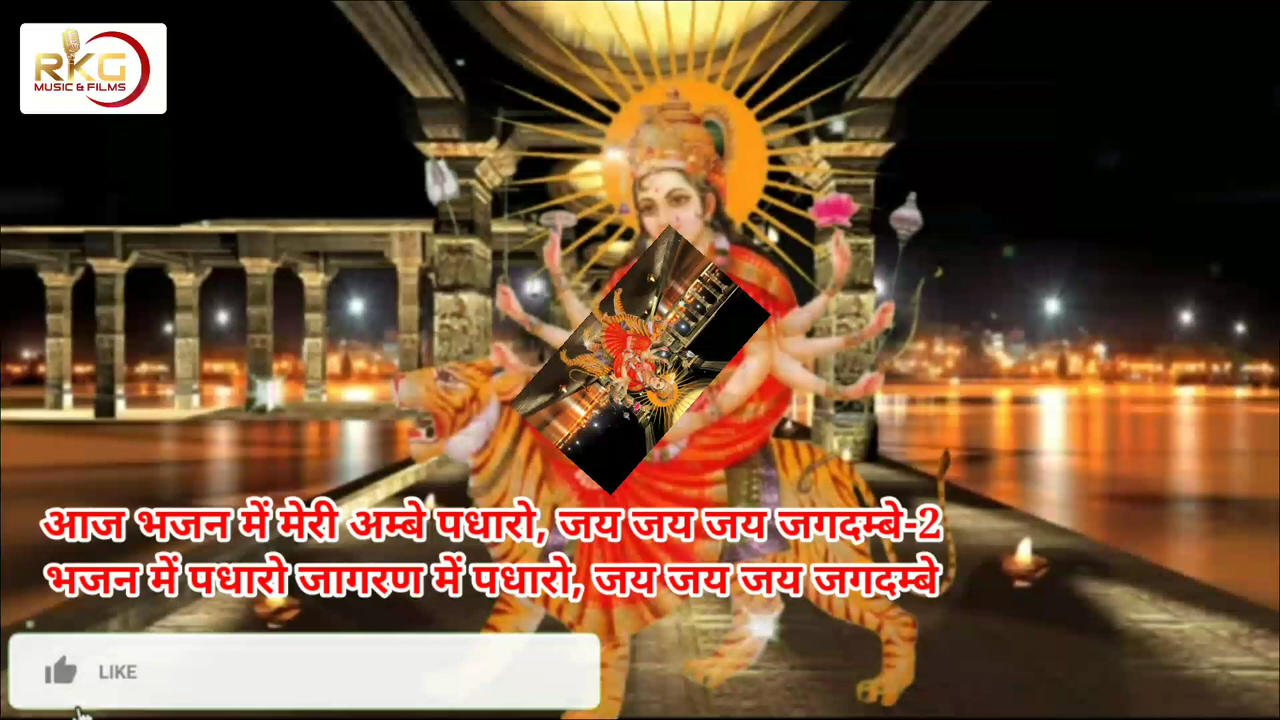 RKG
MUSIC & FILMS
आज भजन में मेरी अम्बे पधारो, जय जय जय जगदम्बे-2
भजन में पधारो जागरण में पधारो, जय जय जय जगदम्बे
LIKE